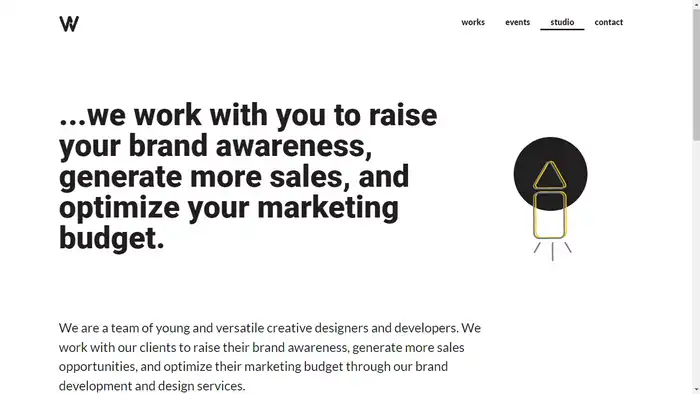 W
works events studio contact
...we work with you to raise
your brand awareness,
generate more sales, and
optimize your marketing
budget.
We are a team of young and versatile creative designers and developers. We
work with our clients to raise their brand awareness, generate more sales
opportunities, and optimize their marketing budget through our brand
development and design services.